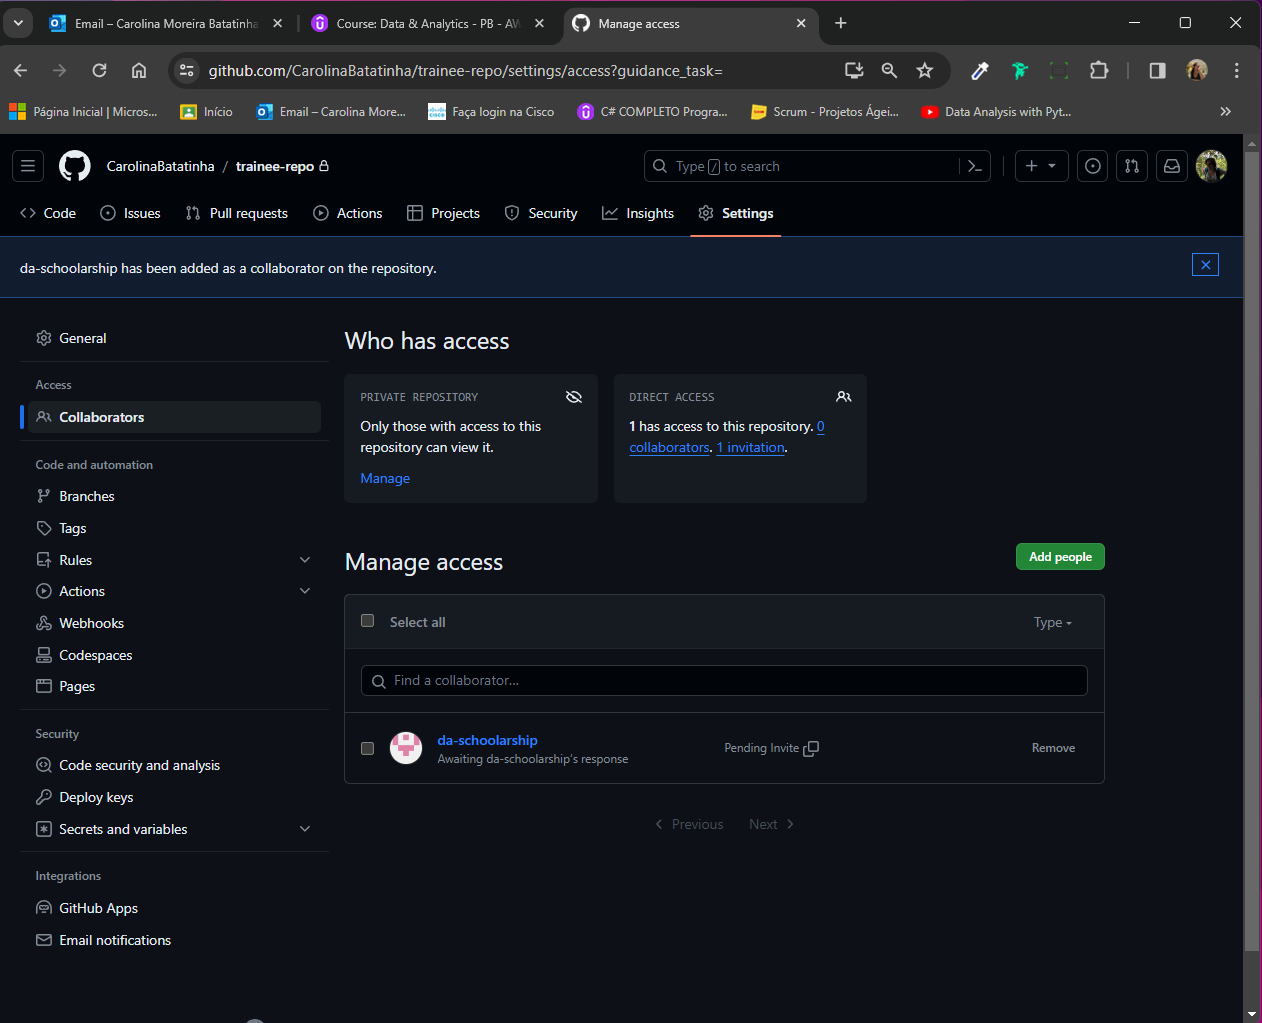 Email – Carolina Moreira Batatinha
Course: Data & Analytics - PB - AW
Manage access
github.com/CarolinaBatatinha/trainee-repo/settings/access?guidance_task=
Página Inicial | Micros...
Início
Email – Carolina More...
Faça login na Cisco
C# COMPLETO Progra...
Scrum - Projetos Ágei...
Data Analysis with Pyt...
CarolinaBatatinha / trainee-repo
Type / to search
Code
Issues
Pull requests
Actions
Projects
Security
Insights
Settings
da-schoolarship has been added as a collaborator on the repository.
General
Access
Collaborators
Code and automation
Branches
Tags
Rules
Actions
Webhooks
Codespaces
Pages
Security
Code security and analysis
Deploy keys
Secrets and variables
Integrations
GitHub Apps
Email notifications
Who has access
PRIVATE REPOSITORY
Only those with access to this
repository can view it.
Manage
DIRECT ACCESS
1 has access to this repository. 0
collaborators. 1 invitation.
Manage access
Add people
Select all
Type
Find a collaborator...
da-schoolarship
Awaiting da-schoolarship's response
Pending Invite
Remove
Previous
Next